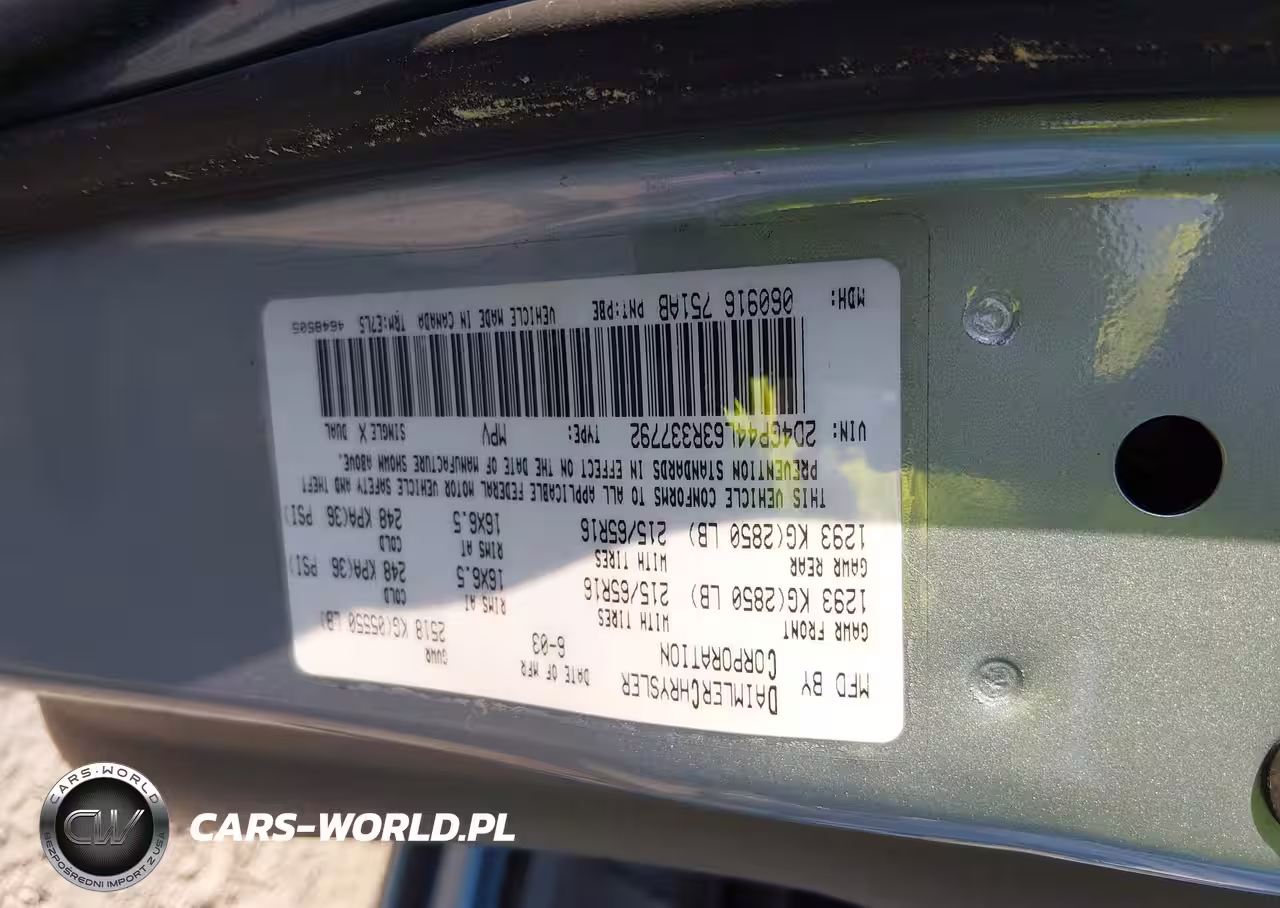 MFD BY DAIMLERCHRYSLER CORPORATION
DATE OF MFR 6-03
GVWR 2518 KG(05550 LB)
GAWR FRONT WITH TIRES RIMS AT COLD
1293 KG(2850 LB) 215/65R16 16X6.5 248 KPA(36 PSI)
GAWR REAR WITH TIRES RIMS AT COLD
1293 KG(2850 LB) 215/65R16 16X6.5 248 KPA(36 PSI)
THIS VEHICLE CONFORMS TO ALL APPLICABLE FEDERAL MOTOR VEHICLE SAFETY AND THEFT
PREVENTION STANDARDS IN EFFECT ON THE DATE OF MANUFACTURE SHOWN ABOVE.
VIN: 2D4GP44L63R337792 TYPE: MPV SINGLE X DUAL
MDH: 060916 751AB PNT:PBE VEHICLE MADE IN CANADA TRM:E7L5 4648505
CARS-WORLD
CW
BEZPOŚREDNI IMPORT Z USA
CARS-WORLD.PL